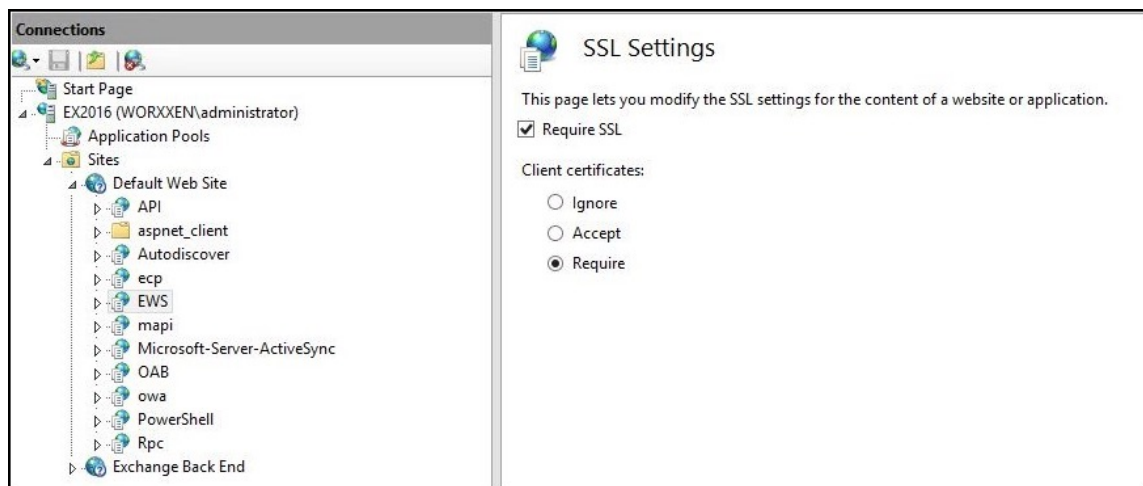 Connections
Start Page
EX2016 (WORXXEN\administrator)
Application Pools
Sites
Default Web Site
API
aspnet_client
Autodiscover
ecp
EWS
mapi
Microsoft-Server-ActiveSync
OAB
owa
PowerShell
Rpc
Exchange Back End
SSL Settings
This page lets you modify the SSL settings for the content of a website or application.
Require SSL
Client certificates:
Ignore
Accept
Require